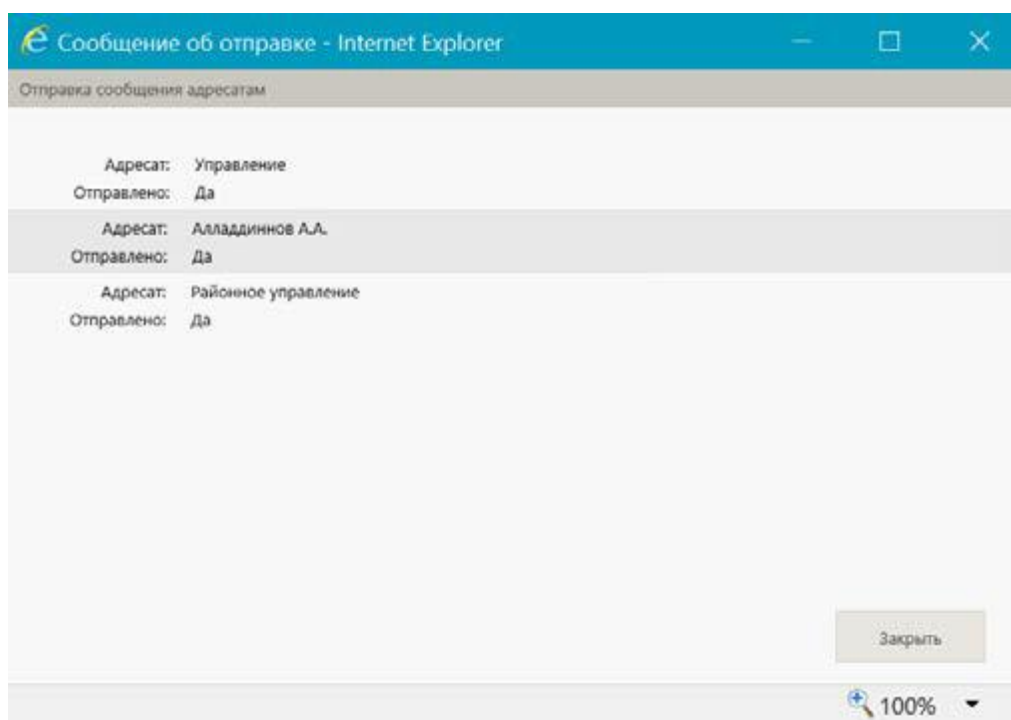 Сообщение об отправке - Internet Explorer
Отправка сообщения адресатам
Адресат: Управление
Отправлено: Да
Адресат: Алладдиннов А.А.
Отправлено: Да
Адресат: Районное управление
Отправлено: Да
Закрыть
100%